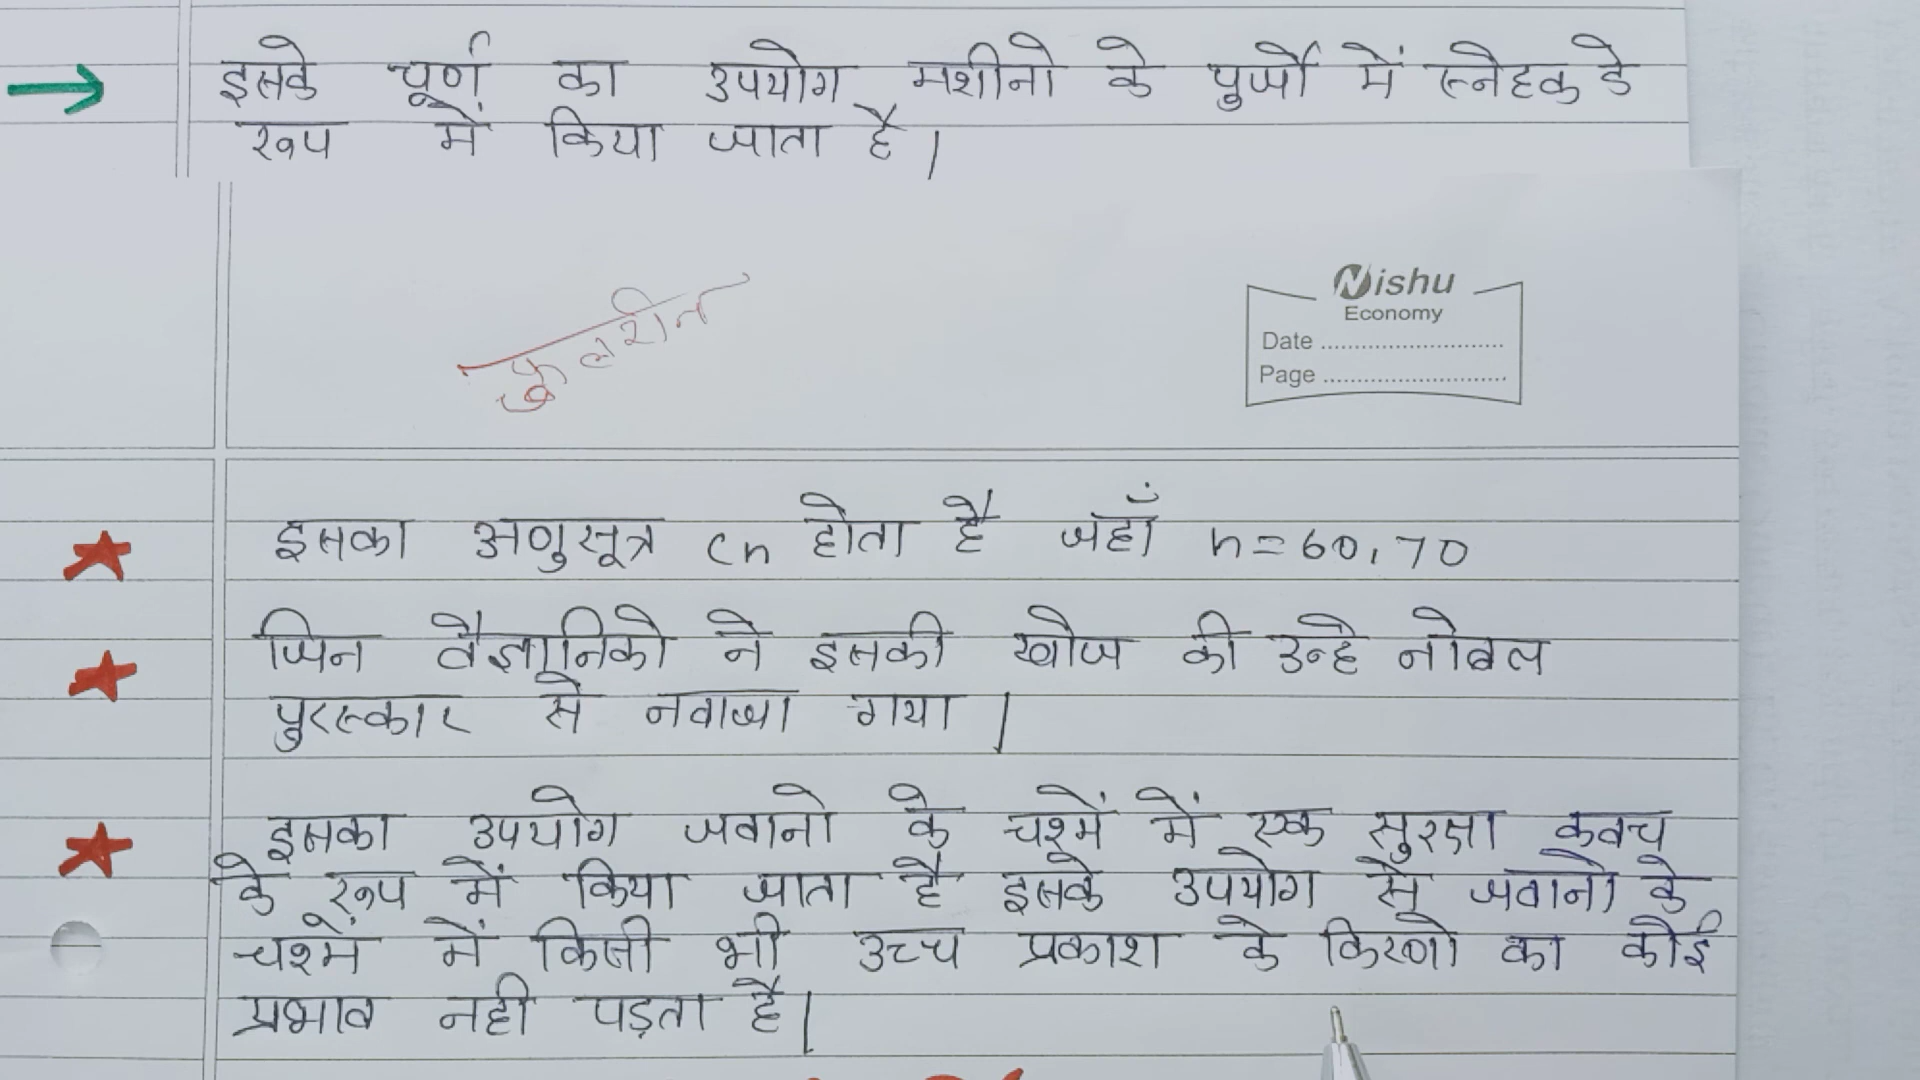 इसके चूर्ण का उपयोग मशीनो के पुर्जो में स्नेहक के
रूप में किया जाता है।
फुलरीन
Nishu
Economy
Date
Page
इसका अणुसूत्र Cn होता है जहाँ n=60,70
जिन वैज्ञानिको ने इसकी खोज की उन्हे नोबेल
पुरस्कार से नवाजा गया।
इसका उपयोग जवानो के चश्में में एक सुरक्षा कवच
के रूप में किया जाता है इसके उपयोग से जवानो के
चश्में में किसी भी उच्च प्रकाश के किरणो का कोई
प्रभाव नही पड़ता है।